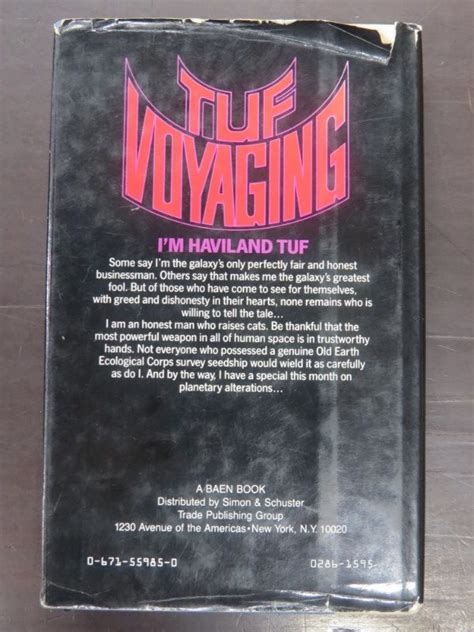 TUF
VOYAGING
I'M HAVILAND TUF
Some say I'm the galaxy's only perfectly fair and honest
businessman. Others say that makes me the galaxy's greatest
fool. But of those who have come to see for themselves,
with greed and dishonesty in their hearts, none remains who is
willing to tell the tale...
I am an honest man who raises cats. Be thankful that the
most powerful weapon in all of human space is in trustworthy
hands. Not everyone who possessed a genuine Old Earth
Ecological Corps survey seedship would wield it as carefully
as do I. And by the way, I have a special this month on
planetary alterations...
A BAEN BOOK
Distributed by Simon & Schuster
Trade Publishing Group
1230 Avenue of the Americas•New York, N.Y. 10020
0-671-55985-0 0286-1595